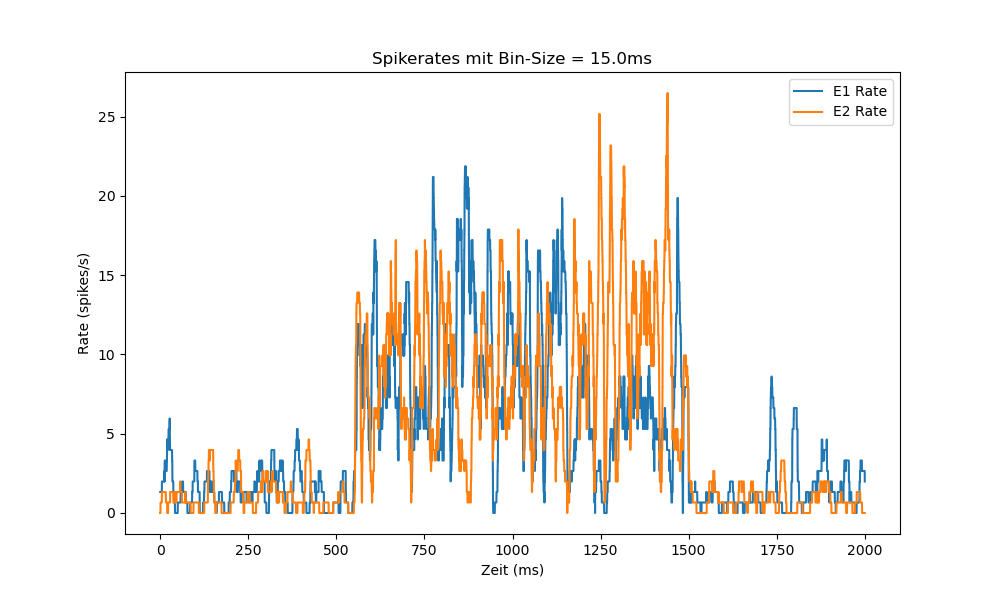 Spikerates mit Bin-Size = 15.0ms
E1 Rate
E2 Rate
25
20
15
10
5
0
Rate (spikes/s)
0 250 500 750 1000 1250 1500 1750 2000
Zeit (ms)